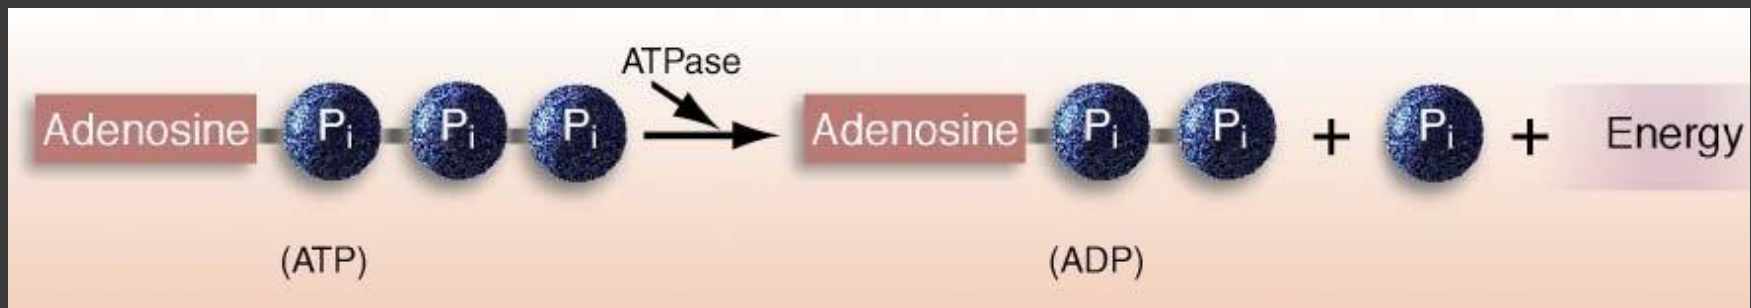 ATPase
Adenosine Pi Pi Pi Adenosine Pi Pi + Pi + Energy
(ATP) (ADP)